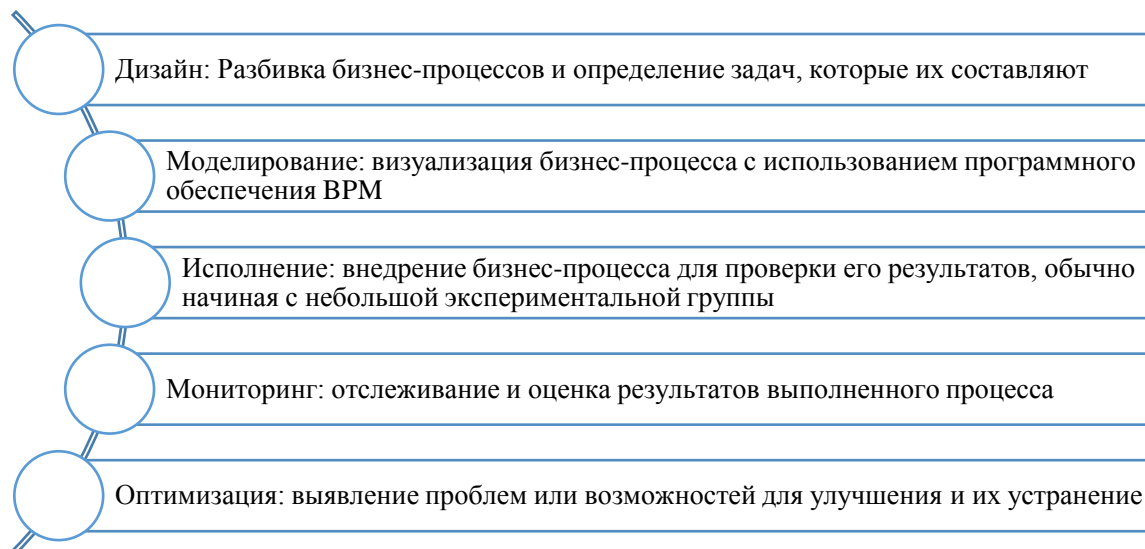 Дизайн: Разбивка бизнес-процессов и определение задач, которые их составляют
Моделирование: визуализация бизнес-процесса с использованием программного
обеспечения BPM
Исполнение: внедрение бизнес-процесса для проверки его результатов, обычно
начиная с небольшой экспериментальной группы
Мониторинг: отслеживание и оценка результатов выполненного процесса
Оптимизация: выявление проблем или возможностей для улучшения и их устранение